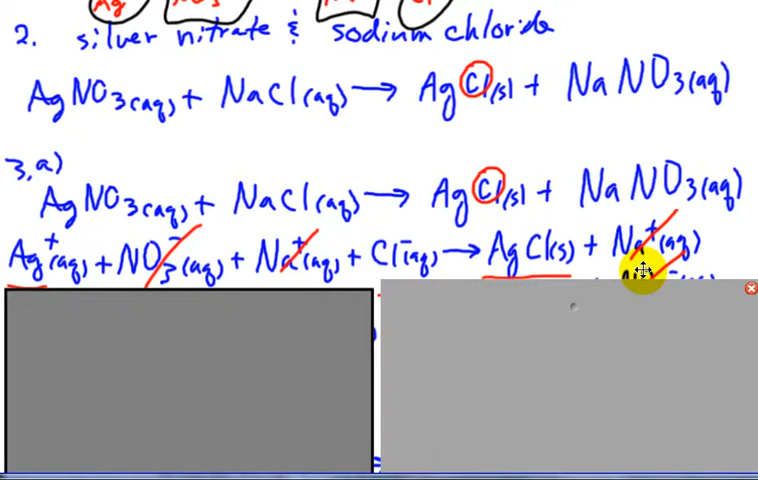 2. silver nitrate & sodium chloride
AgNO3(aq) + NaCl(aq) → AgCl(s) + NaNO3(aq)
3,a)
AgNO3(aq) + NaCl(aq) → AgCl(s) + NaNO3(aq)
Ag+(aq) + NO3-(aq) + Na+(aq) + Cl-(aq) → AgCl(s) + Na+(aq)